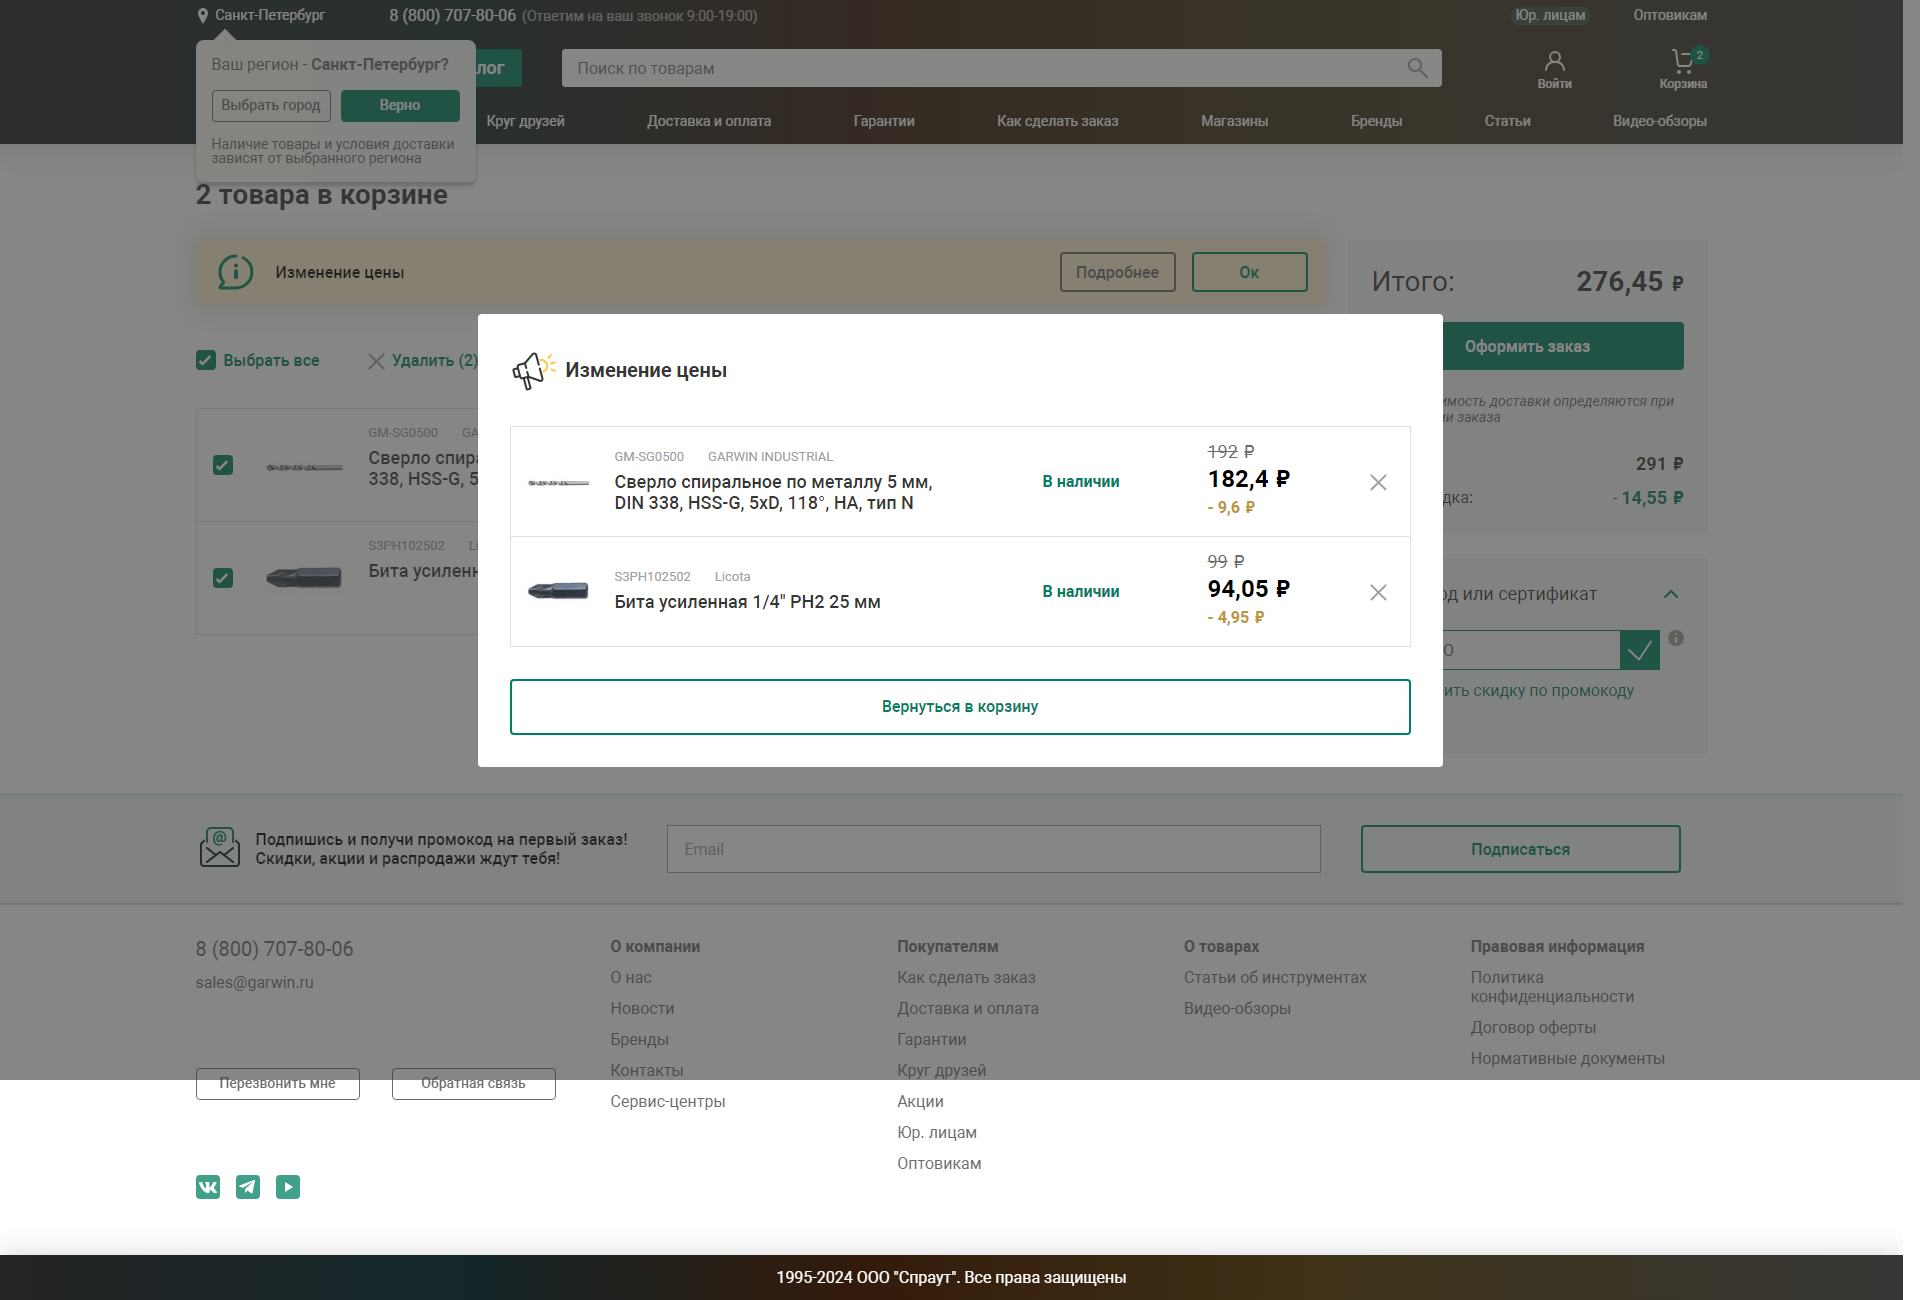 Санкт-Петербург
8 (800) 707-80-06 (Ответим на ваш звонок 9:00-19:00)
Юр. лицам
Оптовикам
Ваш регион - Санкт-Петербург?
Выбрать город
Верно
Наличие товары и условия доставки
зависят от выбранного региона
лог
Поиск по товарам
Войти
2
Корзина
Круг друзей
Доставка и оплата
Гарантии
Как сделать заказ
Магазины
Бренды
Статьи
Видео-обзоры
2 товара в корзине
Изменение цены
Подробнее
Ок
Итого:
276,45 ₽
Оформить заказ
имость доставки определяются при
ии заказа
291 ₽
дка:
- 14,55 ₽
Выбрать все
Удалить (2)
GM-SG0500 GA
Сверло спира
338, HSS-G, 5
S3PH102502 Li
Бита усиленн
од или сертификат
О
ить скидку по промокоду
Изменение цены
GM-SG0500 GARWIN INDUSTRIAL
Сверло спиральное по металлу 5 мм,
DIN 338, HSS-G, 5xD, 118°, HA, тип N
В наличии
192 ₽
182,4 ₽
- 9,6 ₽
S3PH102502 Licota
Бита усиленная 1/4" PH2 25 мм
В наличии
99 ₽
94,05 ₽
- 4,95 ₽
Вернуться в корзину
Подпишись и получи промокод на первый заказ!
Скидки, акции и распродажи ждут тебя!
Email
Подписаться
8 (800) 707-80-06
sales@garwin.ru
Перезвонить мне
Обратная связь
О компании
О нас
Новости
Бренды
Контакты
Сервис-центры
Покупателям
Как сделать заказ
Доставка и оплата
Гарантии
Круг друзей
Акции
Юр. лицам
Оптовикам
О товарах
Статьи об инструментах
Видео-обзоры
Правовая информация
Политика
конфиденциальности
Договор оферты
Нормативные документы
1995-2024 ООО "Спраут". Все права защищены